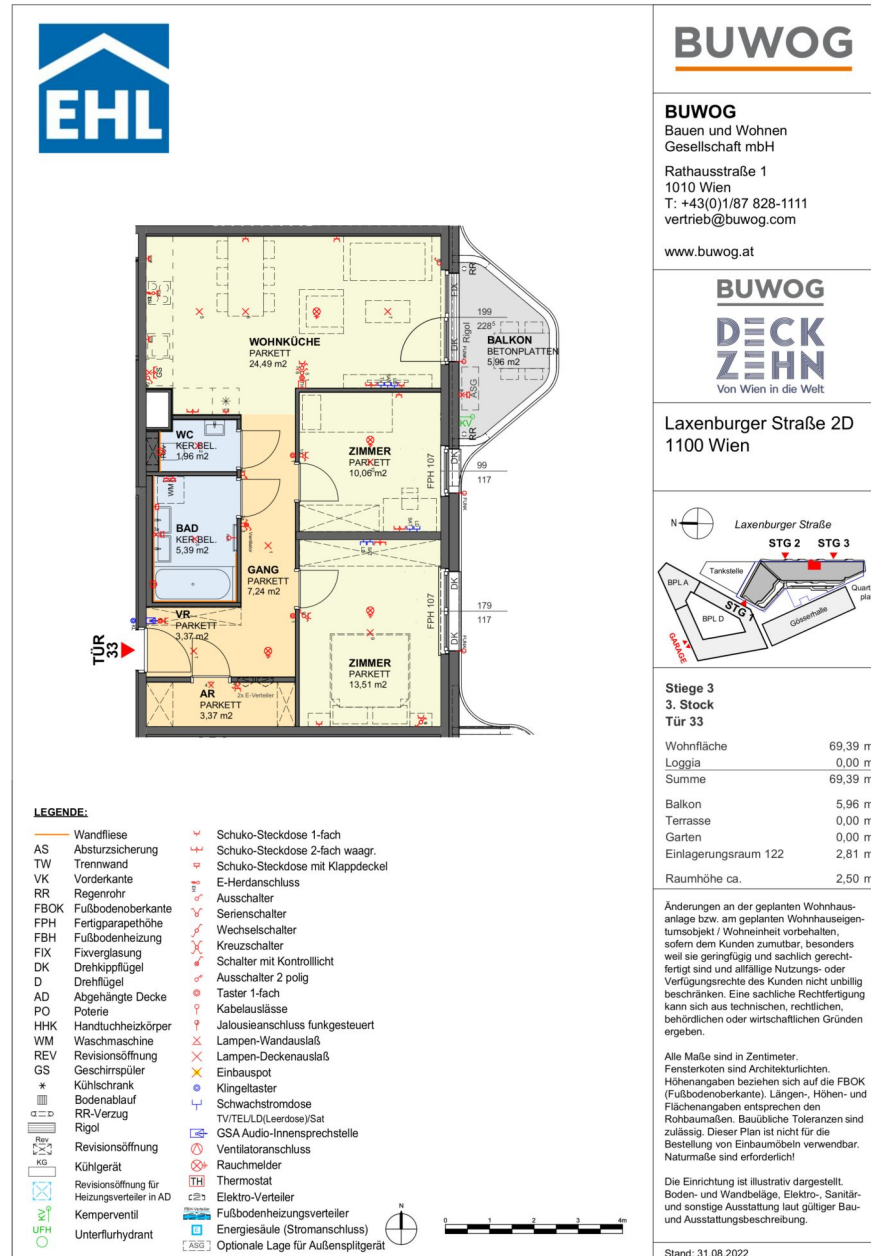 EHL
BUWOG
BUWOG
Bauen und Wohnen
Gesellschaft mbH
Rathausstraße 1
1010 Wien
T: +43(0)1/87 828-1111
vertrieb@buwog.com
www.buwog.at
BUWOG
DECK
ZEHN
Von Wien in die Welt
Laxenburger Straße 2D
1100 Wien
N
Laxenburger Straße
STG 2 STG 3
Tankstelle
BPL A
BPL D
STG 1
Gösserhalle
GARAGE
Stiege 3
3. Stock
Tür 33
Wohnfläche 69,39 m
Loggia 0,00 m
Summe 69,39 m
Balkon 5,96 m
Terrasse 0,00 m
Garten 0,00 m
Einlagerungsraum 122 2,81 m
Raumhöhe ca. 2,50 m
Änderungen an der geplanten Wohnhaus-
anlage bzw. am geplanten Wohnhauseigen-
tumsobjekt / Wohneinheit vorbehalten,
sofern dem Kunden zumutbar, besonders
weil sie geringfügig und sachlich gerecht-
fertigt sind und allfällige Nutzungs- oder
Verfügungsrechte des Kunden nicht unbillig
beschränken. Eine sachliche Rechtfertigung
kann sich aus technischen, rechtlichen,
behördlichen oder wirtschaftlichen Gründen
ergeben.
Alle Maße sind in Zentimeter.
Fensterkoten sind Architekturlichten.
Höhenangaben beziehen sich auf die FBOK
(Fußbodenoberkante). Längen-, Höhen- und
Flächenangaben entsprechen den
Rohbaumaßen. Bauübliche Toleranzen sind
zulässig. Dieser Plan ist nicht für die
Bestellung von Einbaumöbeln verwendbar.
Naturmaße sind erforderlich!
Die Einrichtung ist illustrativ dargestellt.
Boden- und Wandbeläge, Elektro-, Sanitär-
und sonstige Ausstattung laut gültiger Bau-
und Ausstattungsbeschreibung.
Stand: 31.08.2022
WOHNKÜCHE
PARKETT
24,49 m2
GS
FIX
DK
RR
199
228⁵
Rigol
BALKON
BETONPLATTEN
5,96 m2
ASG
KV
RR
WC
KER.BEL.
1,96 m2
ZIMMER
PARKETT
10,06 m2
DK
FPH 107
99
117
WM
BAD
KER.BEL.
5,39 m2
GANG
PARKETT
7,24 m2
DK
FPH 107
DK
179
117
VR
PARKETT
3,37 m2
TÜR
33
ZIMMER
PARKETT
13,51 m2
AR
PARKETT
3,37 m2
2x E-Verteiler
LEGENDE:
Wandfliese
AS Absturzsicherung
TW Trennwand
VK Vorderkante
RR Regenrohr
FBOK Fußbodenoberkante
FPH Fertigparapethöhe
FBH Fußbodenheizung
FIX Fixverglasung
DK Drehkippflügel
D Drehflügel
AD Abgehängte Decke
PO Poterie
HHK Handtuchheizkörper
WM Waschmaschine
REV Revisionsöffnung
GS Geschirrspüler
* Kühlschrank
Bodenablauf
RR-Verzug
Rigol
Rev Revisionsöffnung
KG Kühlgerät
Revisionsöffnung für
Heizungsverteiler in AD
KV Kemperventil
UFH Unterflurhydrant
Schuko-Steckdose 1-fach
Schuko-Steckdose 2-fach waagr.
Schuko-Steckdose mit Klappdeckel
E-Herdanschluss
Ausschalter
Serienschalter
Wechselschalter
Kreuzschalter
Schalter mit Kontrolllicht
Ausschalter 2 polig
Taster 1-fach
Kabelauslässe
Jalousieanschluss funkgesteuert
Lampen-Wandauslaß
Lampen-Deckenauslaß
Einbauspot
Klingeltaster
Schwachstromdose
TV/TEL/LD(Leerdose)/Sat
GSA Audio-Innensprechstelle
Ventilatoranschluss
Rauchmelder
TH Thermostat
Elektro-Verteiler
Fußbodenheizungsverteiler
Energiesäule (Stromanschluss)
ASG Optionale Lage für Außensplitgerät
N
0 1 2 3 4m